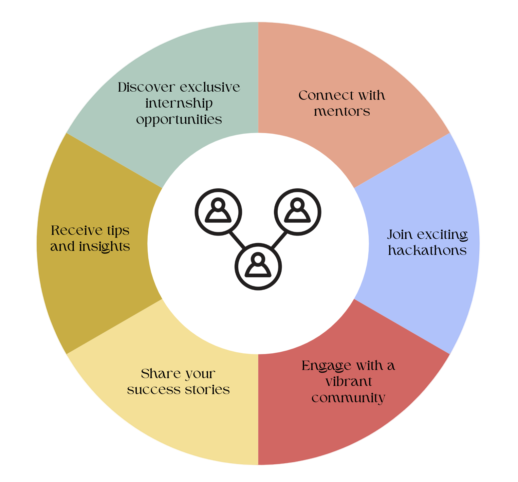 Discover exclusive
internship
opportunities
Connect with
mentors
Join exciting
hackathons
Engage with a
vibrant
community
Share your
success stories
Receive tips
and insights